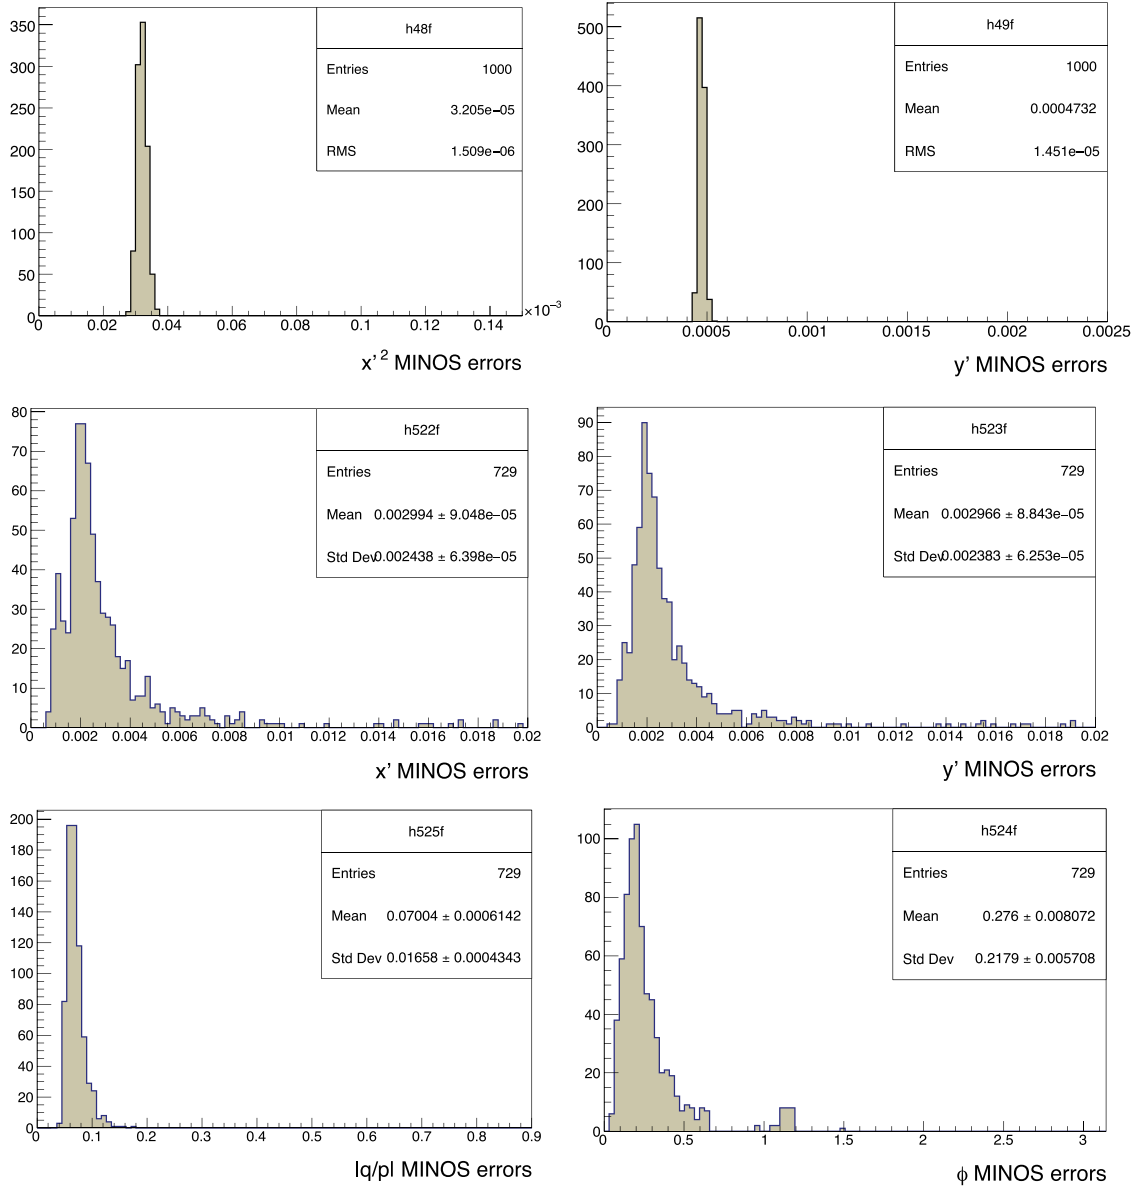 h48f
Entries 1000
Mean 3.205e−05
RMS 1.509e−06
350
300
250
200
150
100
50
0
0 0.02 0.04 0.06 0.08 0.1 0.12 0.14
×10−3
x’2 MINOS errors
h49f
Entries 1000
Mean 0.0004732
RMS 1.451e−05
500
400
300
200
100
0
0 0.0005 0.001 0.0015 0.002 0.0025
y’ MINOS errors
h522f
Entries 729
Mean 0.002994 ± 9.048e−05
Std Dev 0.002438 ± 6.398e−05
80
70
60
50
40
30
20
10
0
0 0.002 0.004 0.006 0.008 0.01 0.012 0.014 0.016 0.018 0.02
x’ MINOS errors
h523f
Entries 729
Mean 0.002966 ± 8.843e−05
Std Dev 0.002383 ± 6.253e−05
90
80
70
60
50
40
30
20
10
0
0 0.002 0.004 0.006 0.008 0.01 0.012 0.014 0.016 0.018 0.02
y’ MINOS errors
h525f
Entries 729
Mean 0.07004 ± 0.0006142
Std Dev 0.01658 ± 0.0004343
200
180
160
140
120
100
80
60
40
20
0
0 0.1 0.2 0.3 0.4 0.5 0.6 0.7 0.8 0.9
Iq/pI MINOS errors
h524f
Entries 729
Mean 0.276 ± 0.008072
Std Dev 0.2179 ± 0.005708
100
80
60
40
20
0
0 0.5 1 1.5 2 2.5 3
ϕ MINOS errors